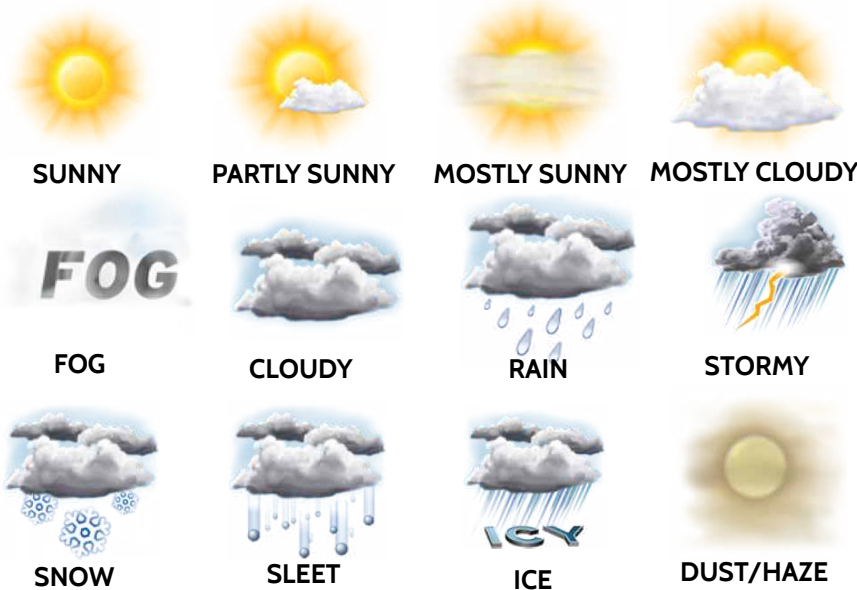 SUNNY
PARTLY SUNNY
MOSTLY SUNNY
MOSTLY CLOUDY
FOG
FOG
CLOUDY
RAIN
STORMY
ICY
SNOW
SLEET
ICE
DUST/HAZE